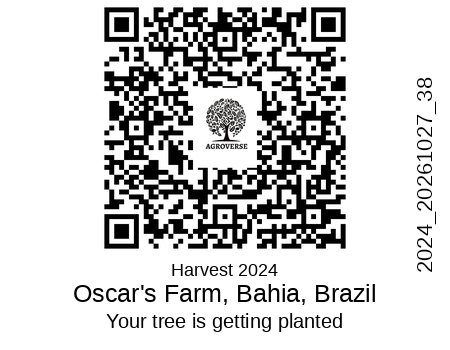 AGROVERSE
Harvest 2024
Oscar's Farm, Bahia, Brazil
Your tree is getting planted
2024_20261027_38